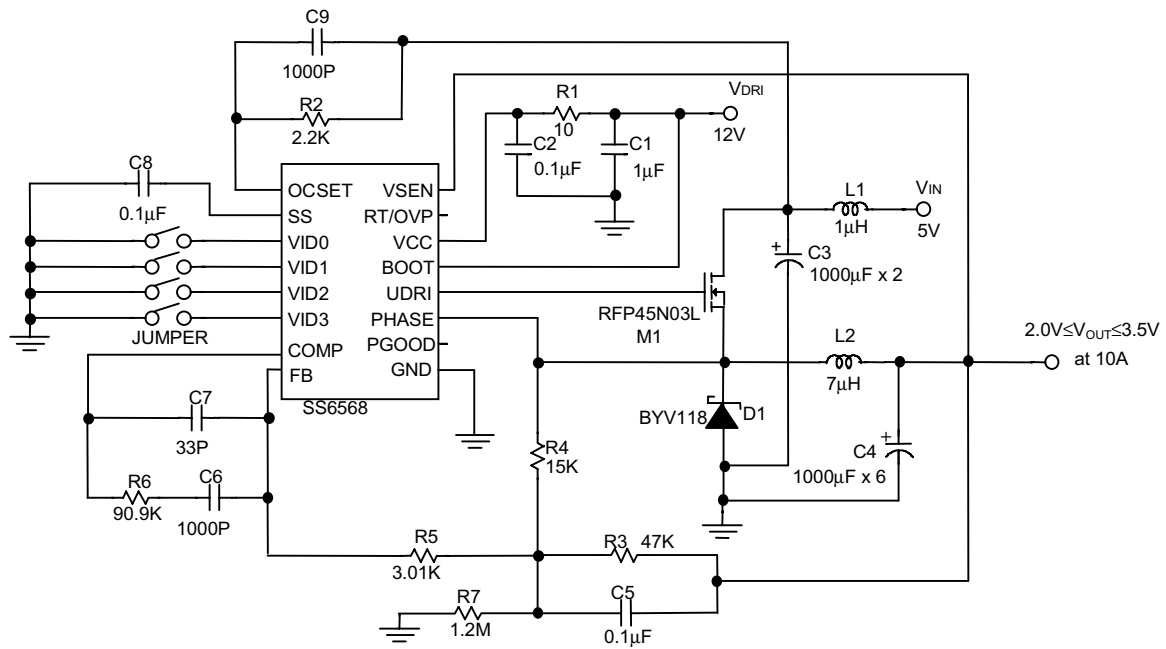 C9
1000P
R2
2.2K
VDRI
12V
R1
10
C2
0.1µF
C1
1µF
C8
0.1µF
OCSET
SS
VID0
VID1
VID2
VID3
COMP
FB
VSEN
RT/OVP
VCC
BOOT
UDRI
PHASE
PGOOD
GND
SS6568
JUMPER
L1
1µH
VIN
5V
+
C3
1000µF x 2
RFP45N03L
M1
L2
7µH
2.0V≤VOUT≤3.5V
at 10A
BYV118
D1
+
C4
1000µF x 6
C7
33P
R6
90.9K
C6
1000P
R4
15K
R5
3.01K
R3
47K
R7
1.2M
C5
0.1µF